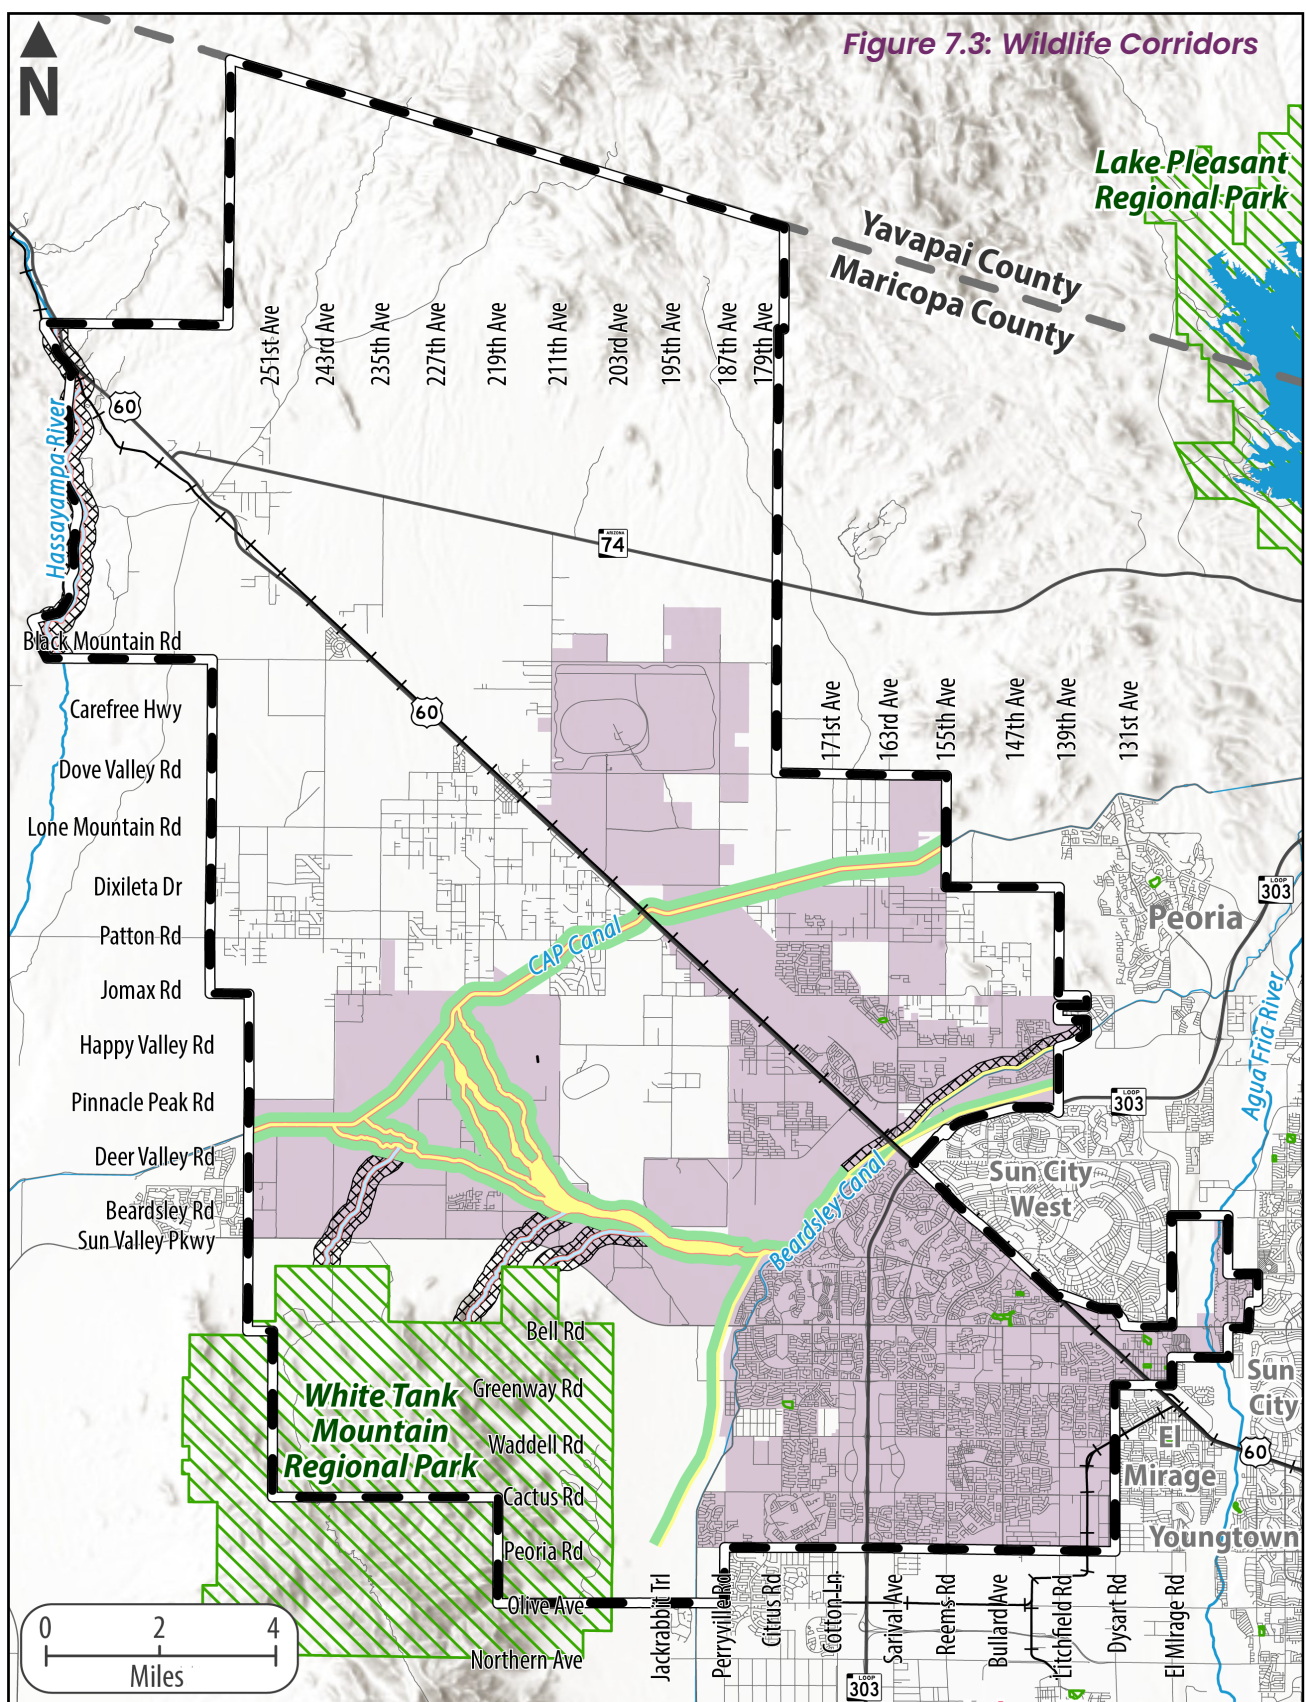 Figure 7.3: Wildlife Corridors
N
Lake Pleasant
Regional Park
Yavapai County
Maricopa County
251st Ave
243rd Ave
235th Ave
227th Ave
219th Ave
211th Ave
203rd Ave
195th Ave
187th Ave
179th Ave
60
Hassayampa River
ARIZONA
74
Black Mountain Rd
Carefree Hwy
Dove Valley Rd
Lone Mountain Rd
Dixileta Dr
Patton Rd
Jomax Rd
Happy Valley Rd
Pinnacle Peak Rd
Deer Valley Rd
Beardsley Rd
Sun Valley Pkwy
60
171st Ave
163rd Ave
155th Ave
147th Ave
139th Ave
131st Ave
LOOP
303
Peoria
CAP Canal
Agua Fria River
LOOP
303
Sun City
West
Beardsley Canal
Bell Rd
Greenway Rd
Waddell Rd
Cactus Rd
Peoria Rd
Olive Ave
Northern Ave
White Tank
Mountain
Regional Park
Sun
City
El
Mirage
60
Youngtown
Jackrabbit Trl
Perryville Rd
Citrus Rd
Cotton Ln
Sarival Ave
Reems Rd
Bullard Ave
Litchfield Rd
Dysart Rd
El MIrage Rd
LOOP
303
0 2 4
Miles